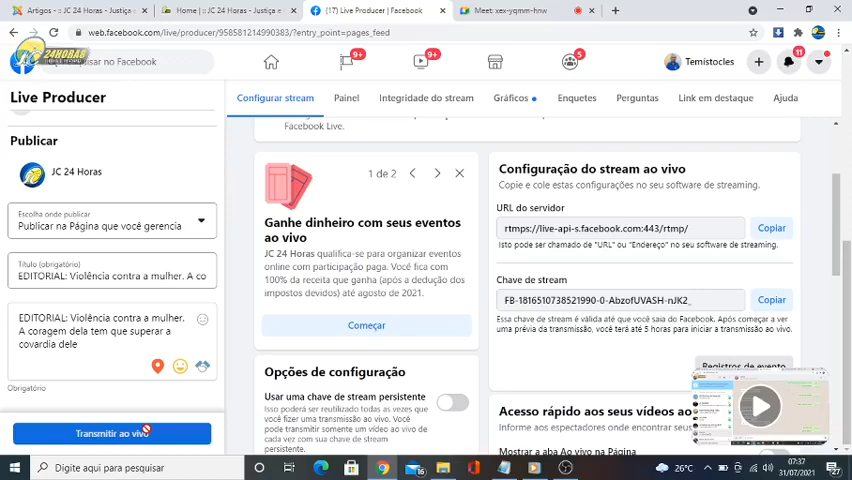 Artigos - :: JC 24 Horas - Justiça e
Home | :: JC 24 Horas - Justiça e
(17) Live Producer | Facebook
Meet: xex-yqmm-hnw
web.facebook.com/live/producer/958581214990383/?entry_point=pages_feed
JC 24HORAS
squisar no Facebook
9+
9+
5
Temístocles
11
Live Producer
Configurar stream
Painel
Integridade do stream
Gráficos
Enquetes
Perguntas
Link em destaque
Ajuda
Publicar
JC 24 Horas
Escolha onde publicar
Publicar na Página que você gerencia
Título (obrigatório)
EDITORIAL: Violência contra a mulher. A co
EDITORIAL: Violência contra a mulher.
A coragem dela tem que superar a
covardia dele
Obrigatório
Transmitir ao vivo
Facebook Live.
1 de 2
Ganhe dinheiro com seus eventos
ao vivo
JC 24 Horas qualifica-se para organizar eventos
online com participação paga. Você fica com
100% da receita que ganha (após a dedução dos
impostos devidos) até agosto de 2021.
Começar
Opções de configuração
Usar uma chave de stream persistente
Isso poderá ser reutilizado todas as vezes que
você fizer uma transmissão ao vivo.
Você pode transmitir somente um vídeo ao vivo de
cada vez com sua chave de stream
persistente.
Configuração do stream ao vivo
Copie e cole estas configurações no seu software de streaming.
URL do servidor
rtmps://live-api-s.facebook.com:443/rtmp/
Copiar
Isto pode ser chamado de "URL" ou "Endereço" no seu software de streaming.
Chave de stream
FB-1816510738521990-0-AbzofUVASH-nJK2_
Copiar
Essa chave de stream é válida até que você saia do Facebook. Após começar a ver
uma prévia da transmissão, você terá até 5 horas para iniciar a transmissão ao vivo.
Registros de evento
Acesso rápido aos seus vídeos ao
Informe aos espectadores onde encontrar seus
Mostrar a aba Ao vivo na Página
Digite aqui para pesquisar
16
26°C
07:37
31/07/2021
27